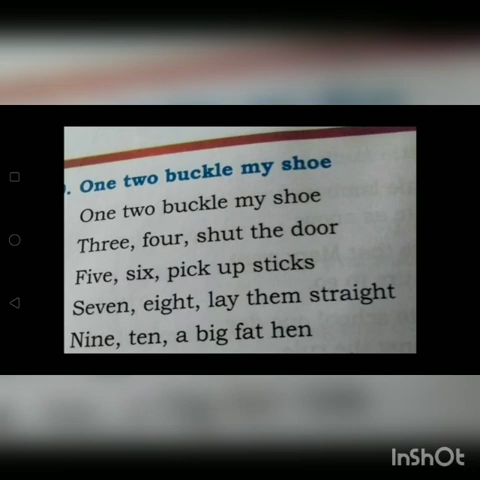 . One two buckle my shoe
One two buckle my shoe
Three, four, shut the door
Five, six, pick up sticks
Seven, eight, lay them straight
Nine, ten, a big fat hen
InShOt